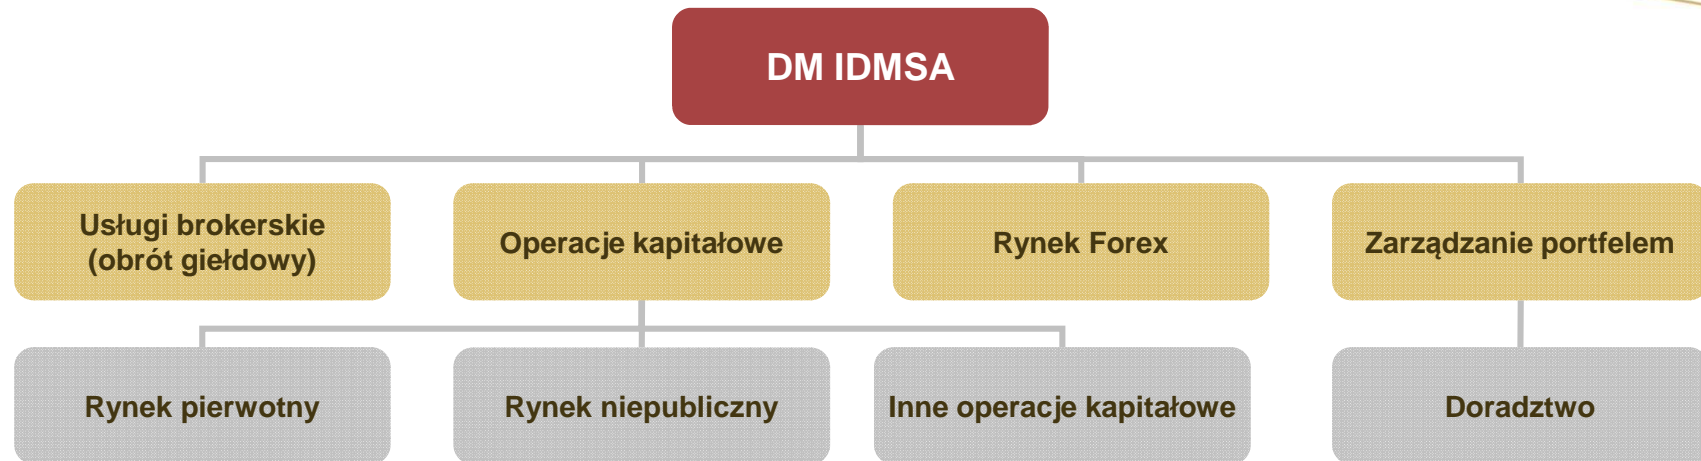 DM IDMSA
Usługi brokerskie
(obrót giełdowy)
Operacje kapitałowe
Rynek Forex
Zarządzanie portfelem
Rynek pierwotny
Rynek niepubliczny
Inne operacje kapitałowe
Doradztwo